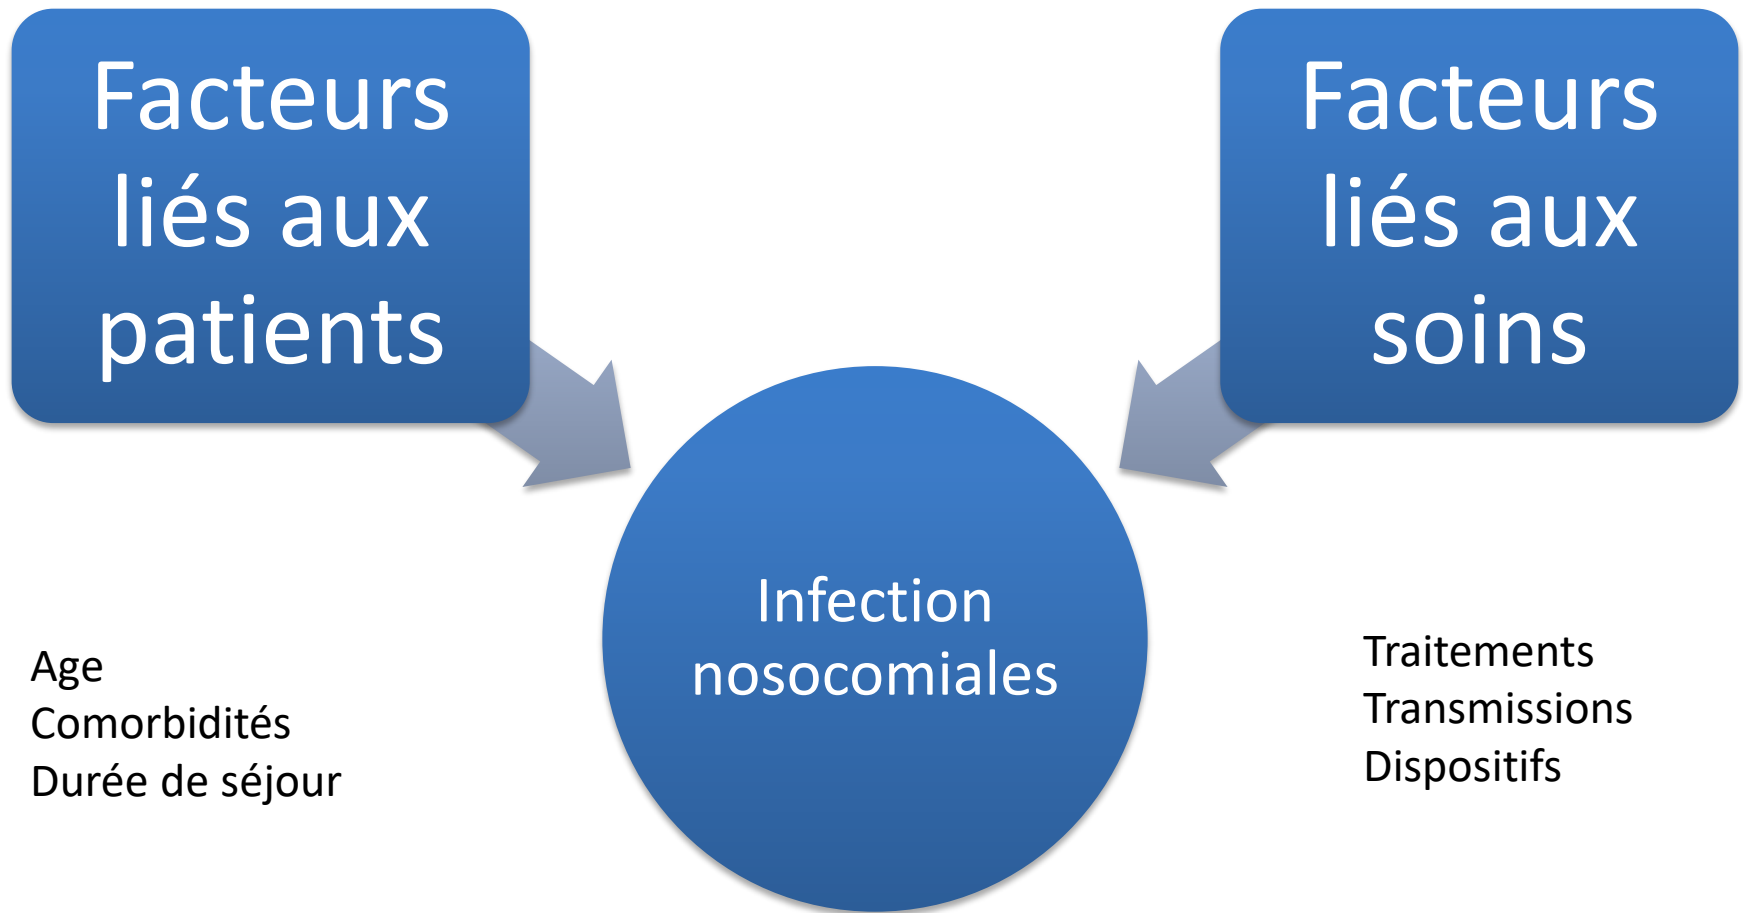 Facteurs
liés aux
patients
Facteurs
liés aux
soins
Infection
nosocomiales
Age
Comorbidités
Durée de séjour
Traitements
Transmissions
Dispositifs